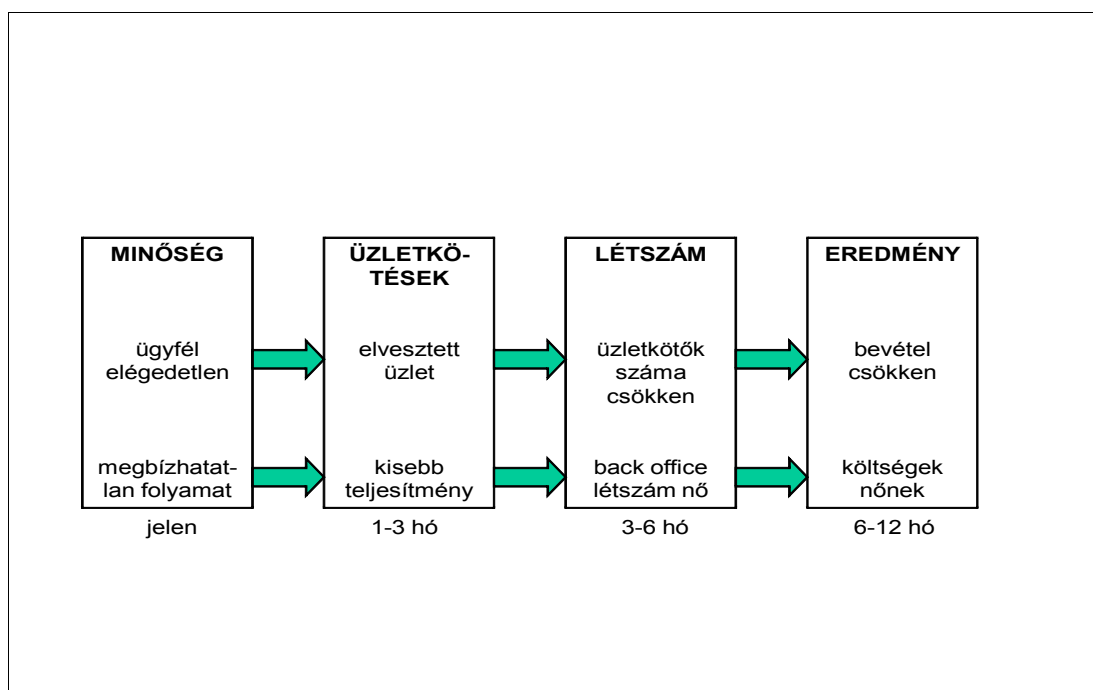 MINŐSÉG
ügyfél
elégedetlen
megbízhatat-
lan folyamat
jelen
ÜZLETKÖ-
TÉSEK
elvesztett
üzlet
kisebb
teljesítmény
1-3 hó
LÉTSZÁM
üzletkötők
száma
csökken
back office
létszám nő
3-6 hó
EREDMÉNY
bevétel
csökken
költségek
nőnek
6-12 hó